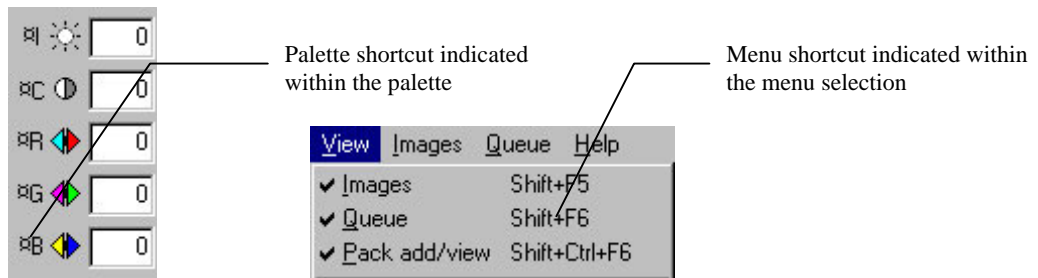 ¤I 0
¤C 0
¤R 0
¤G 0
¤B 0
Palette shortcut indicated
within the palette
Menu shortcut indicated within
the menu selection
View Images Queue Help
✔ Images Shift+F5
✔ Queue Shift+F6
✔ Pack add/view Shift+Ctrl+F6